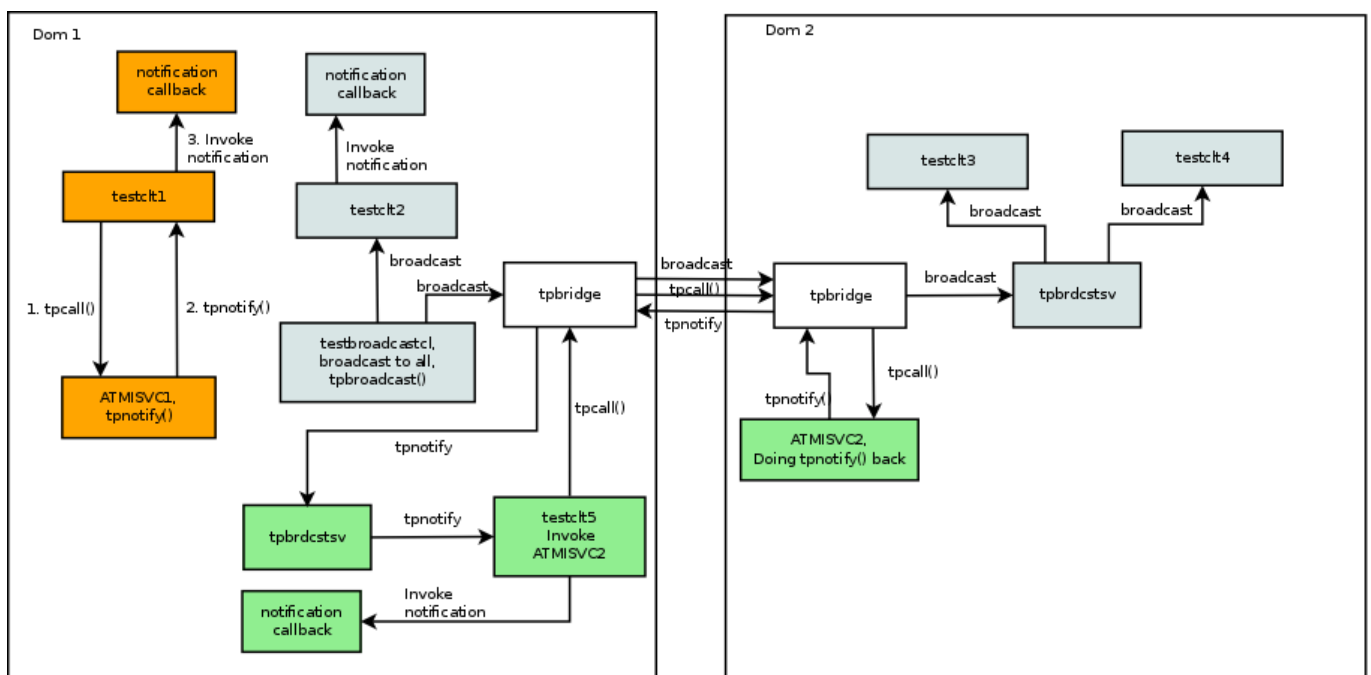 Dom 1
notification
callback
3. Invoke
notification
testclt1
1. tpcall()
2. tpnotify()
ATMISVC1,
tpnotify()
notification
callback
Invoke
notification
testclt2
broadcast
broadcast
testbroadcastcl,
broadcast to all,
tpbroadcast()
tpbridge
tpnotify
tpcall()
tpbrdcstsv
tpnotify
testclt5
Invoke
ATMISVC2
Invoke
notification
notification
callback
broadcast
tpcall()
tpnotify
Dom 2
testclt3
testclt4
broadcast
broadcast
tpbridge
broadcast
tpbrdcstsv
tpcall()
tpnotify()
ATMISVC2,
Doing tpnotify() back